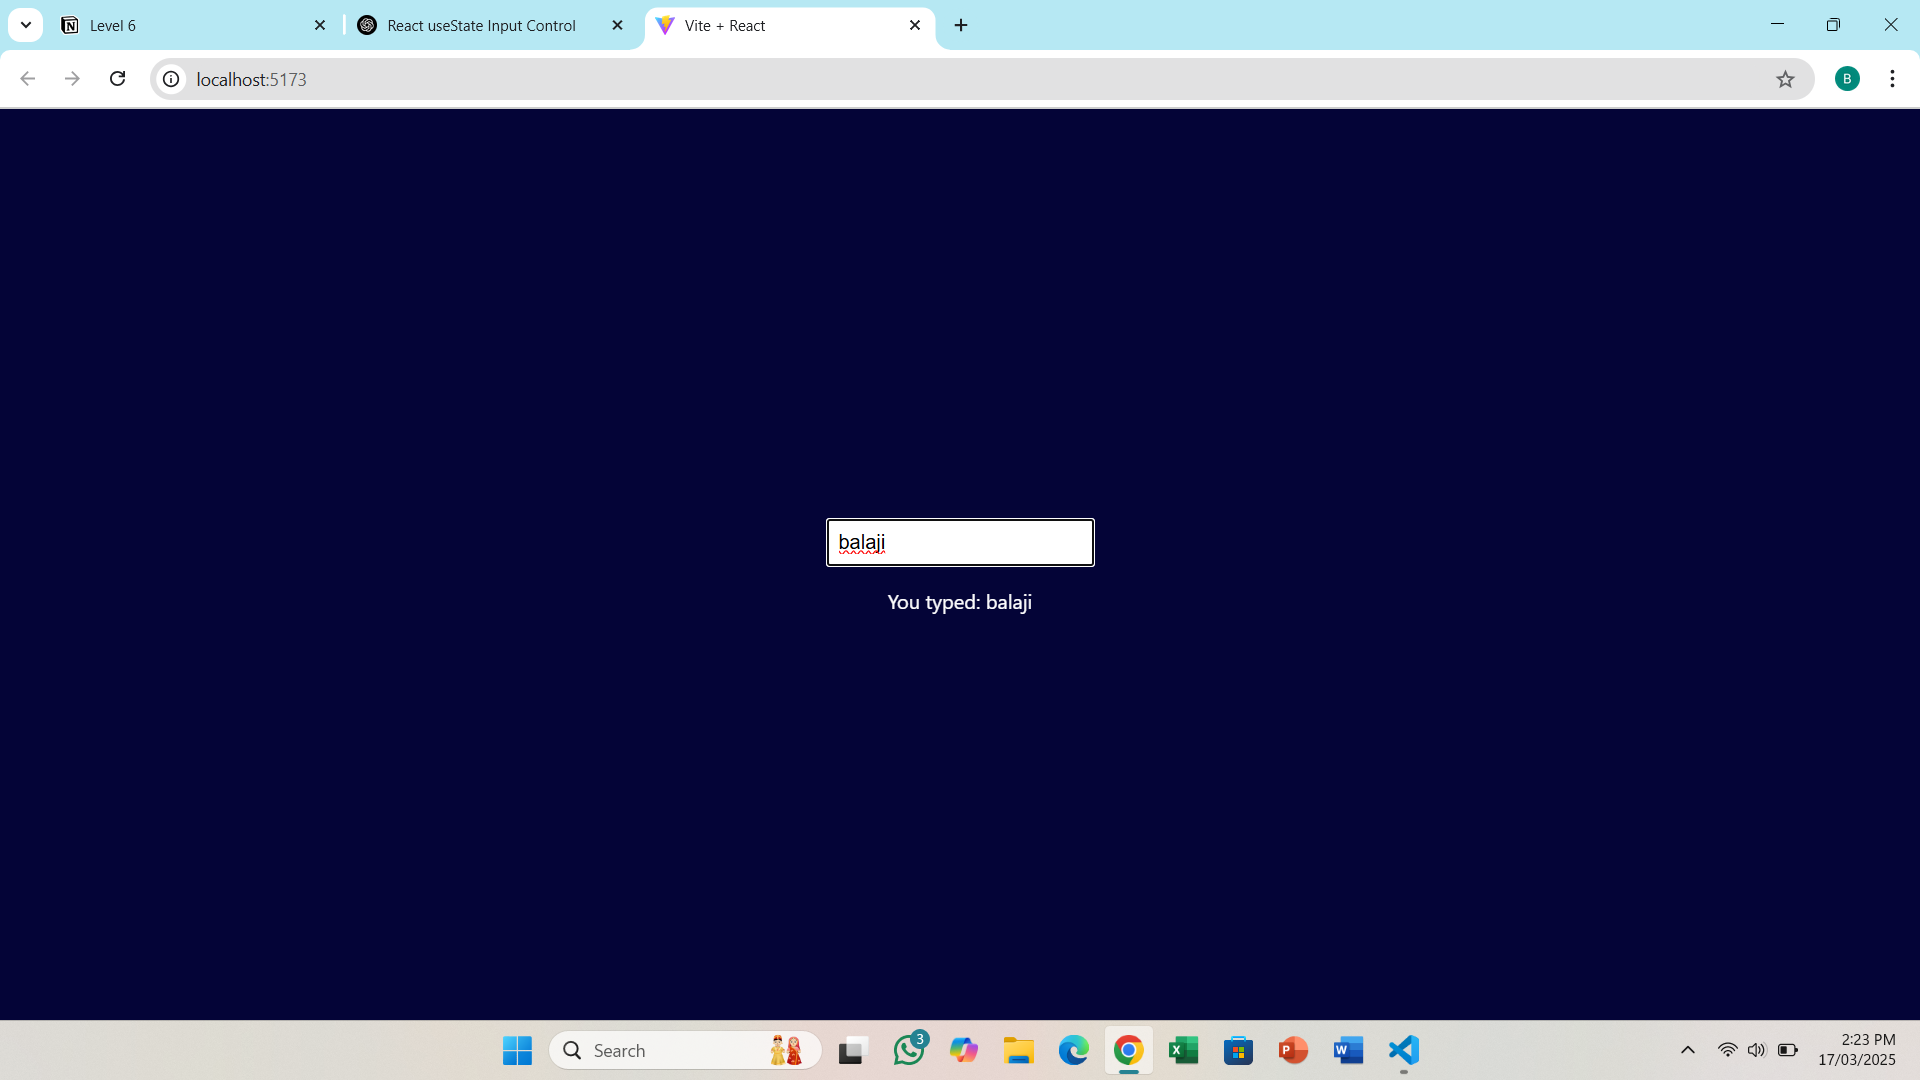 Level 6
React useState Input Control
Vite + React
localhost:5173
B
balaji
You typed: balaji
Search
3
2:23 PM
17/03/2025